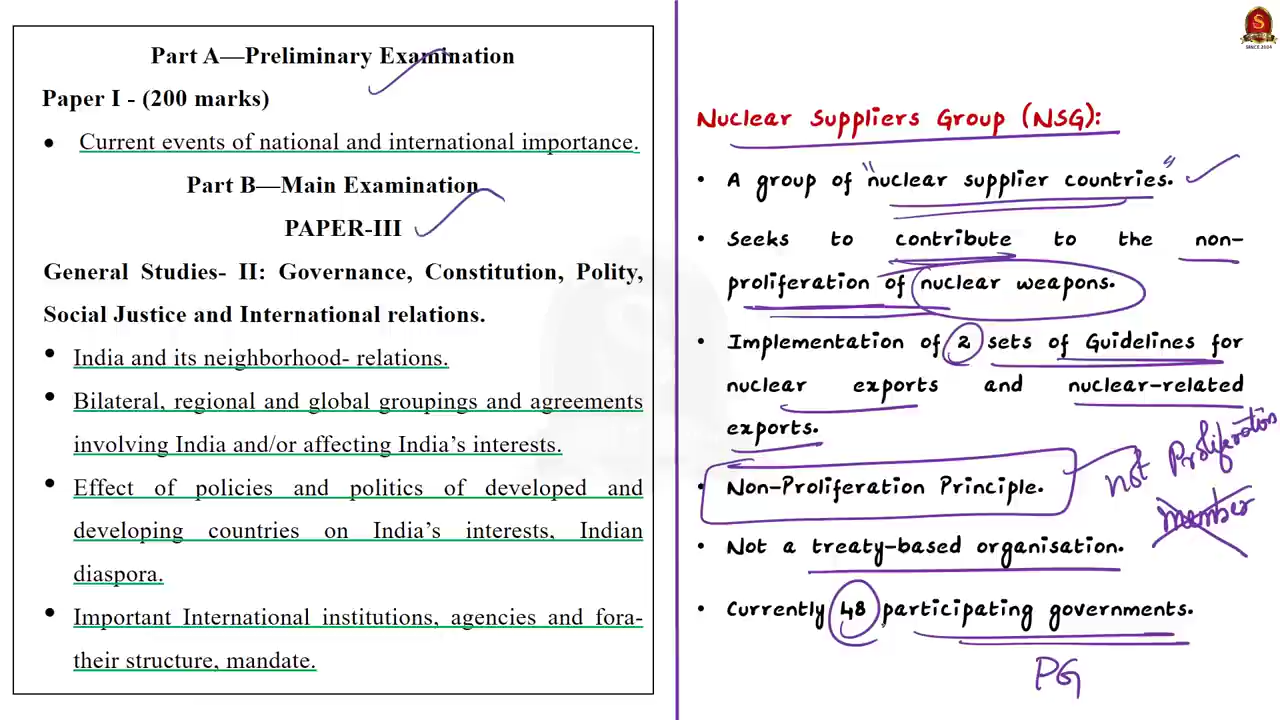 Part A—Preliminary Examination
Paper I - (200 marks)
• Current events of national and international importance.
Part B—Main Examination
PAPER-III
General Studies- II: Governance, Constitution, Polity,
Social Justice and International relations.
• India and its neighborhood- relations.
• Bilateral, regional and global groupings and agreements
involving India and/or affecting India's interests.
• Effect of policies and politics of developed and
developing countries on India's interests, Indian
diaspora.
• Important International institutions, agencies and fora-
their structure, mandate.
S
SINCE 2004
Nuclear Suppliers Group (NSG):
• A group of "nuclear supplier countries".
• Seeks to contribute to the non-
proliferation of nuclear weapons.
• Implementation of 2 sets of Guidelines for
nuclear exports and nuclear-related
exports.
• Non-Proliferation Principle.
not Proliferation
member
• Not a treaty-based organisation.
• Currently 48 participating governments.
PG